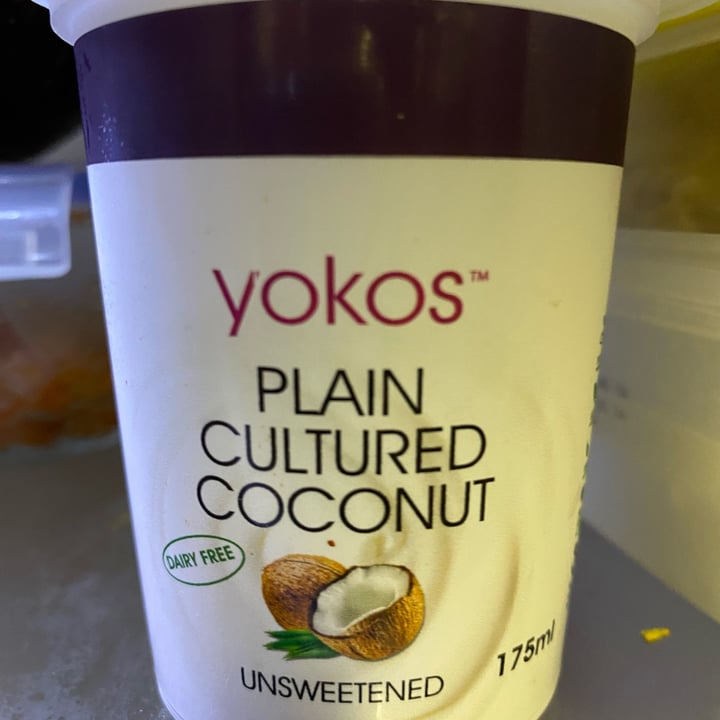 yokos™
PLAIN
CULTURED
COCONUT
DAIRY FREE
UNSWEETENED
175ml